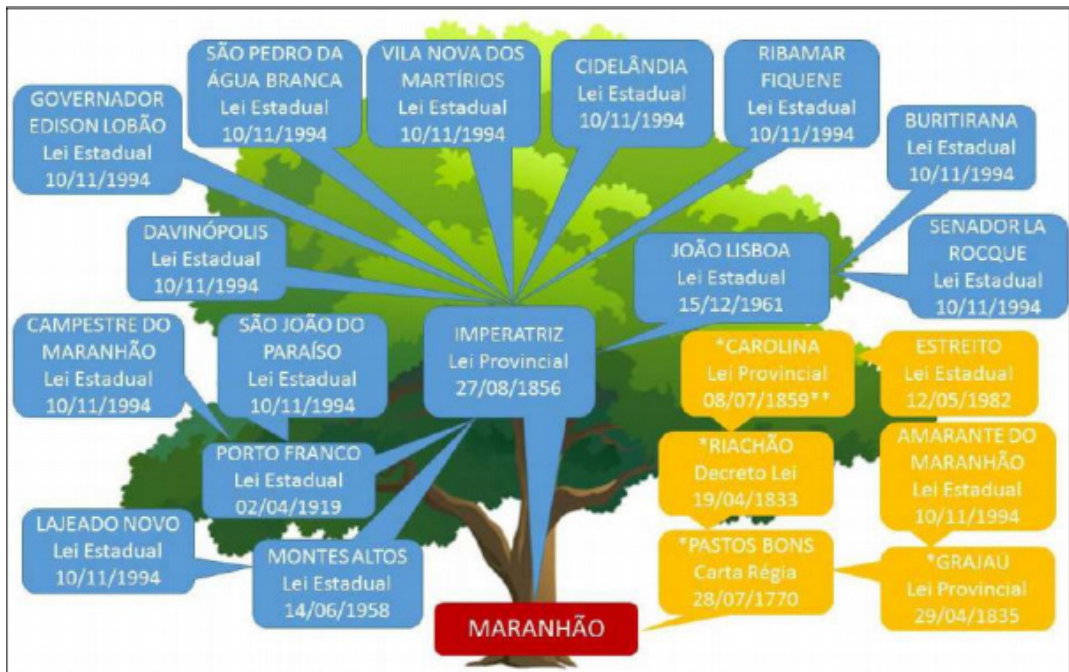 SÃO PEDRO DA
ÁGUA BRANCA
Lei Estadual
10/11/1994
VILA NOVA DOS
MARTÍRIOS
Lei Estadual
10/11/1994
CIDELÂNDIA
Lei Estadual
10/11/1994
RIBAMAR
FIQUENE
Lei Estadual
10/11/1994
GOVERNADOR
EDISON LOBÃO
Lei Estadual
10/11/1994
BURITIRANA
Lei Estadual
10/11/1994
DAVINÓPOLIS
Lei Estadual
10/11/1994
JOÃO LISBOA
Lei Estadual
15/12/1961
SENADOR LA
ROCQUE
Lei Estadual
10/11/1994
CAMPESTRE DO
MARANHÃO
Lei Estadual
10/11/1994
SÃO JOÃO DO
PARAÍSO
Lei Estadual
10/11/1994
IMPERATRIZ
Lei Provincial
27/08/1856
*CAROLINA
Lei Provincial
08/07/1859**
ESTREITO
Lei Estadual
12/05/1982
PORTO FRANCO
Lei Estadual
02/04/1919
*RIACHÃO
Decreto Lei
19/04/1833
AMARANTE DO
MARANHÃO
Lei Estadual
10/11/1994
LAJEADO NOVO
Lei Estadual
10/11/1994
MONTES ALTOS
Lei Estadual
14/06/1958
*PASTOS BONS
Carta Régia
28/07/1770
*GRAJAÚ
Lei Provincial
29/04/1835
MARANHÃO